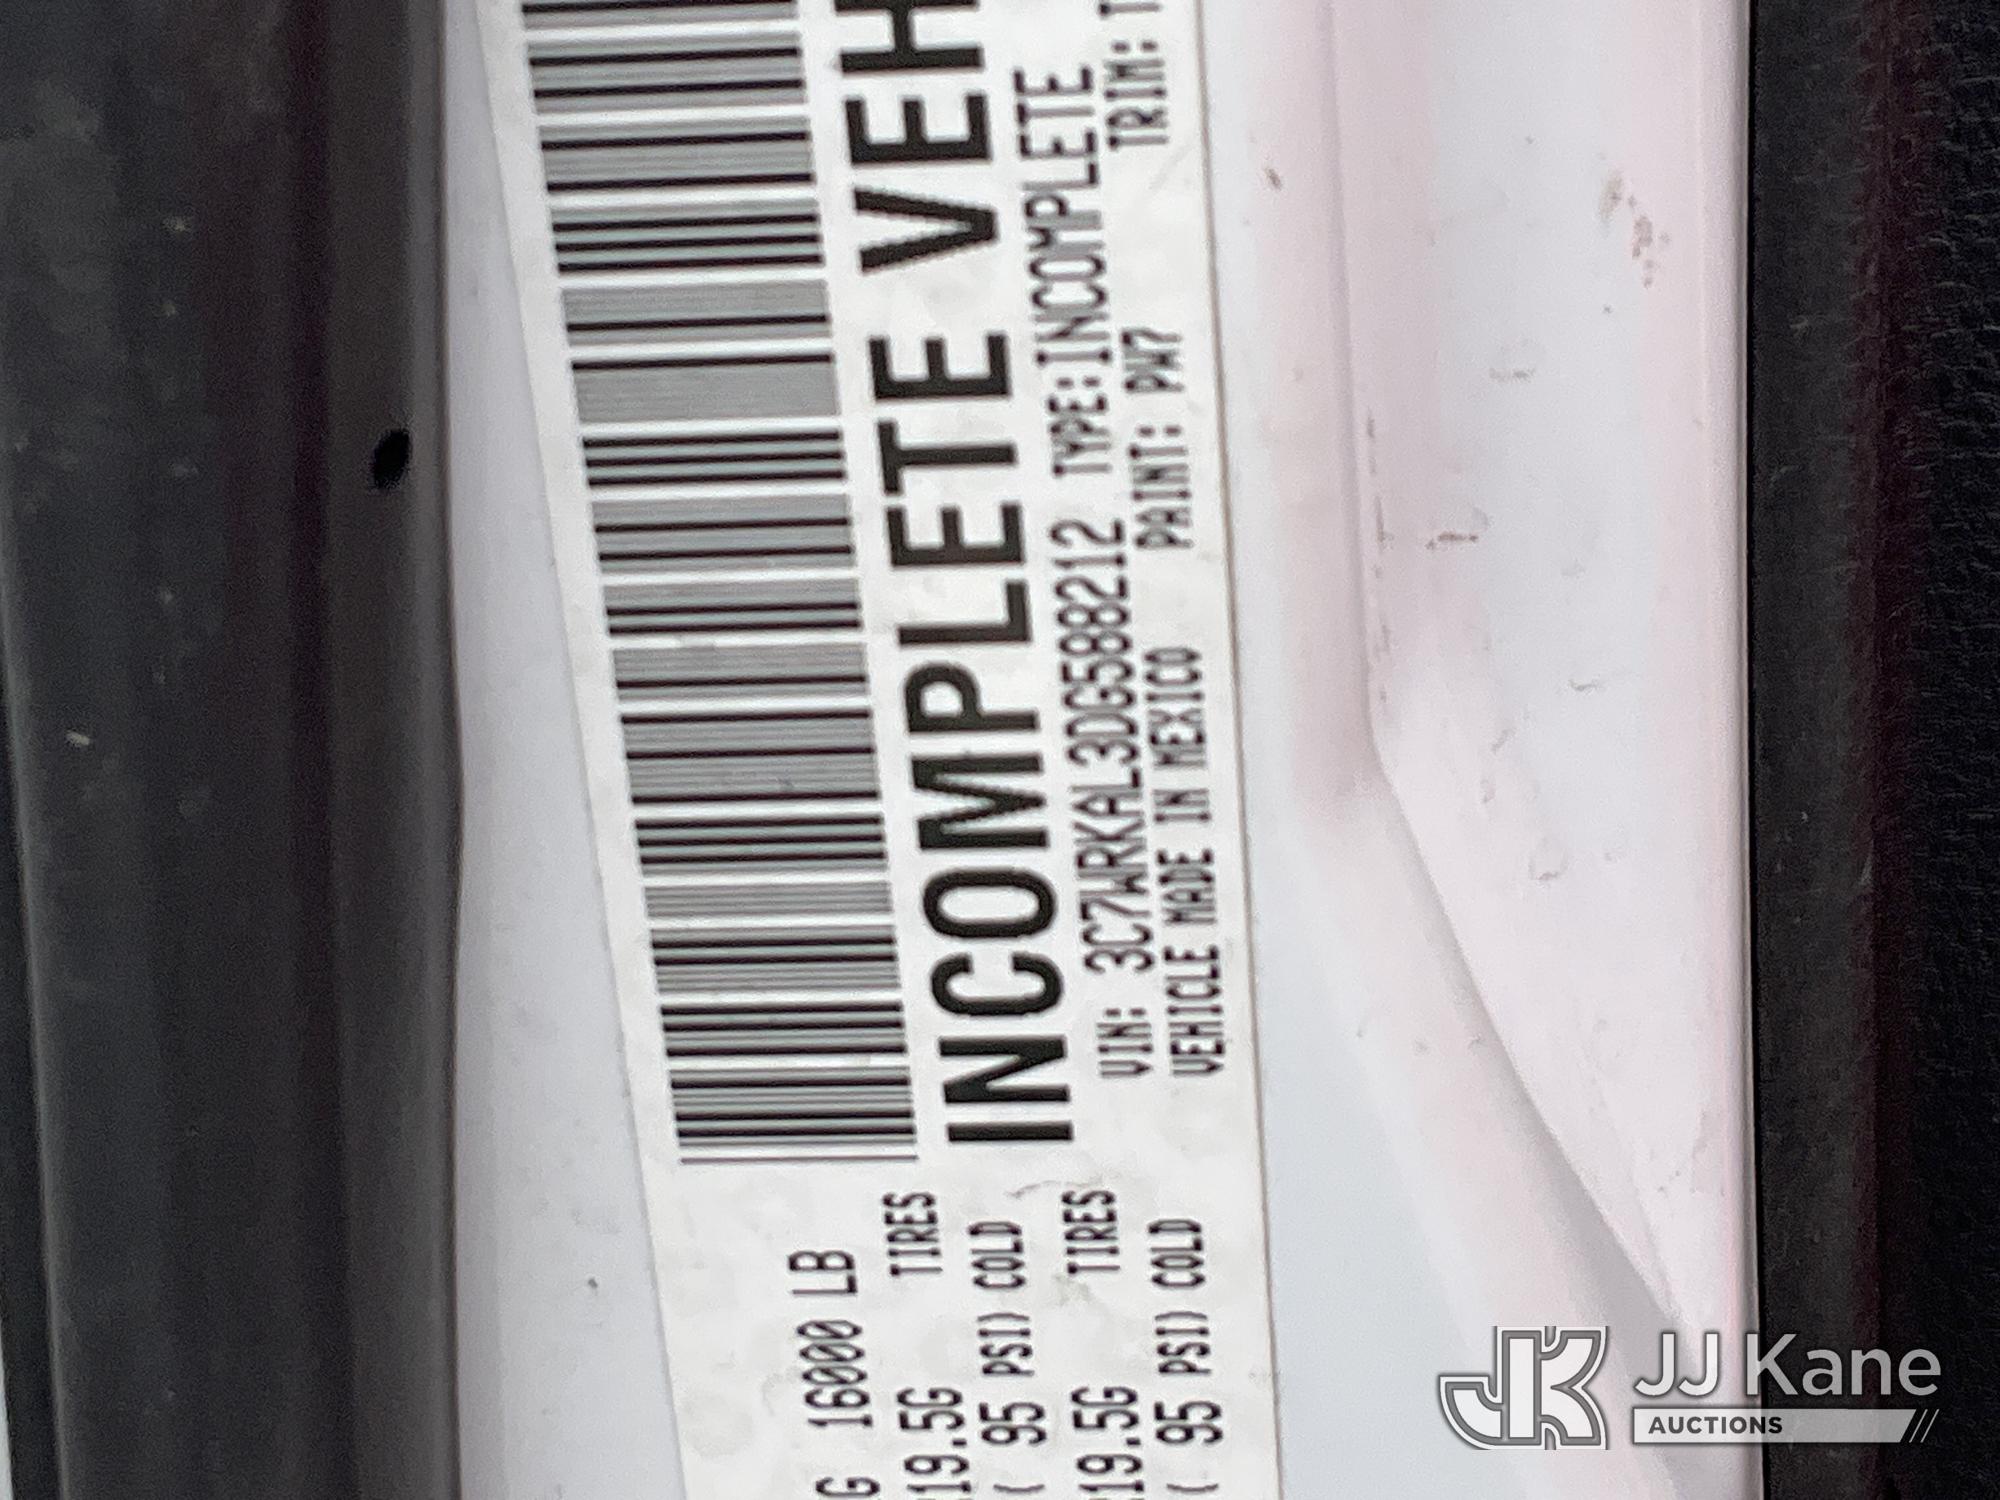 G 16000 LB
19.5G TIRES
( 95 PSI) COLD
19.5G TIRES
( 95 PSI) COLD
INCOMPLETE VEH
VIN: 3C7WRKAL3DG598212 TYPE:INCOMPLETE
VEHICLE MADE IN MEXICO PAINT: PW7 TRIM: T
JJ Kane
AUCTIONS